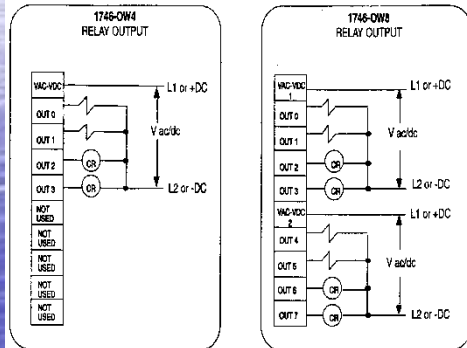 1746-OW4
RELAY OUTPUT
VAC-VDC
L1 or +DC
OUT 0
OUT 1
V ac/dc
OUT 2
CR
OUT 3
CR
L2 or -DC
NOT
USED
NOT
USED
NOT
USED
NOT
USED
NOT
USED
1746-OW8
RELAY OUTPUT
VAC-VDC
1
L1 or +DC
OUT 0
OUT 1
V ac/dc
OUT 2
CR
OUT 3
CR
L2 or -DC
VAC-VDC
2
L1 or +DC
OUT 4
OUT 5
V ac/dc
OUT 6
CR
OUT 7
CR
L2 or -DC